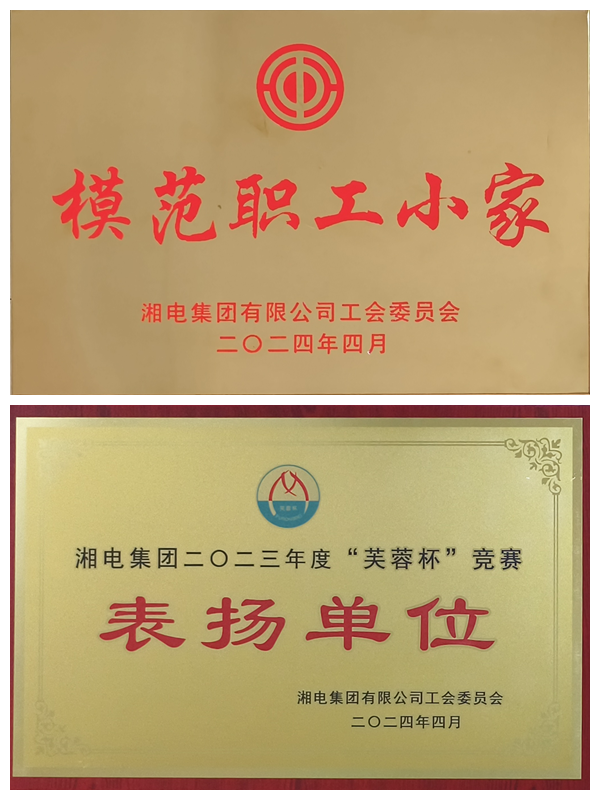 模范职工小家
湘电集团有限公司工会委员会
二〇二四年四月
湘电集团二〇二三年度“芙蓉杯”竞赛
表扬单位
湘电集团有限公司工会委员会
二〇二四年四月